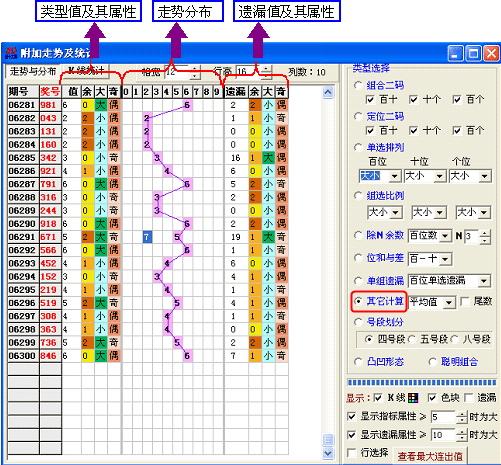 类型值及其属性 走势分布 遗漏值及其属性
附加走势及统计
走势与分布 K线统计 格宽 12 行高 16 列数:10
期号 奖号 值 余 大 奇 0 1 2 3 4 5 6 7 8 9 遗漏 余 大 奇
06281 981 6 0 大 偶 6 2 2 小 偶
06282 043 2 2 小 偶 2 0 0 小 偶
06283 131 2 2 小 偶 2 0 0 小 偶
06284 160 2 2 小 偶 2 0 0 小 偶
06285 342 3 0 小 奇 3 16 1 大 偶
06286 921 4 1 小 偶 4 6 0 小 偶
06287 791 6 0 大 偶 6 5 2 小 奇
06288 316 3 0 小 奇 3 2 2 小 偶
06289 244 3 0 小 奇 3 0 0 小 偶
06290 918 6 0 大 偶 6 2 2 小 偶
06291 671 5 2 大 奇 7 5 19 1 大 奇
06292 566 6 0 大 偶 6 1 1 小 奇
06293 452 4 1 小 偶 4 6 0 小 偶
06294 152 3 0 小 奇 3 4 1 小 偶
06295 219 4 1 小 偶 4 1 1 小 奇
06296 519 5 2 大 奇 5 4 1 小 偶
06297 308 4 1 小 偶 4 1 1 小 奇
06298 363 4 1 小 偶 4 0 0 小 偶
06299 736 5 2 大 奇 5 2 2 小 偶
06300 846 6 0 大 偶 6 7 1 小 奇
类型选择
组合二码
百十 十个 百个
定位二码
百十 十个 百个
单选排列
百位 十位 个位
大小 大小 大小
组选比例
大小 大小 大小
除N余数 百位数 N 3
位和与差 百-十
单组遗漏 百位单选遗漏
其它计算 平均值 尾数
号段划分
四号段 五号段 八号段
凸凹形态 聪明组合
显示: K线 色块 遗漏
显示指标属性≥ 5 时为大
显示遗漏属性≥ 10 时为大
行选择 查看最大连出值